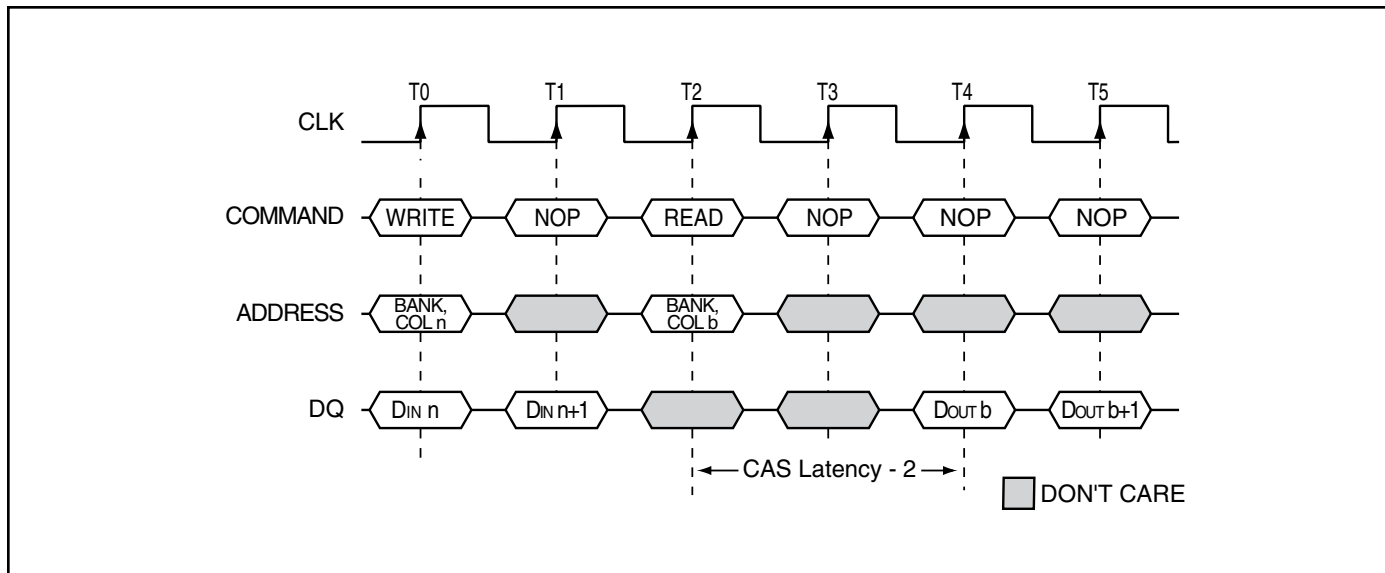 T0 T1 T2 T3 T4 T5
CLK
COMMAND WRITE NOP READ NOP NOP NOP
ADDRESS BANK, COL n BANK, COL b
DQ DIN n DIN n+1 DOUT b DOUT b+1
CAS Latency - 2
DON'T CARE